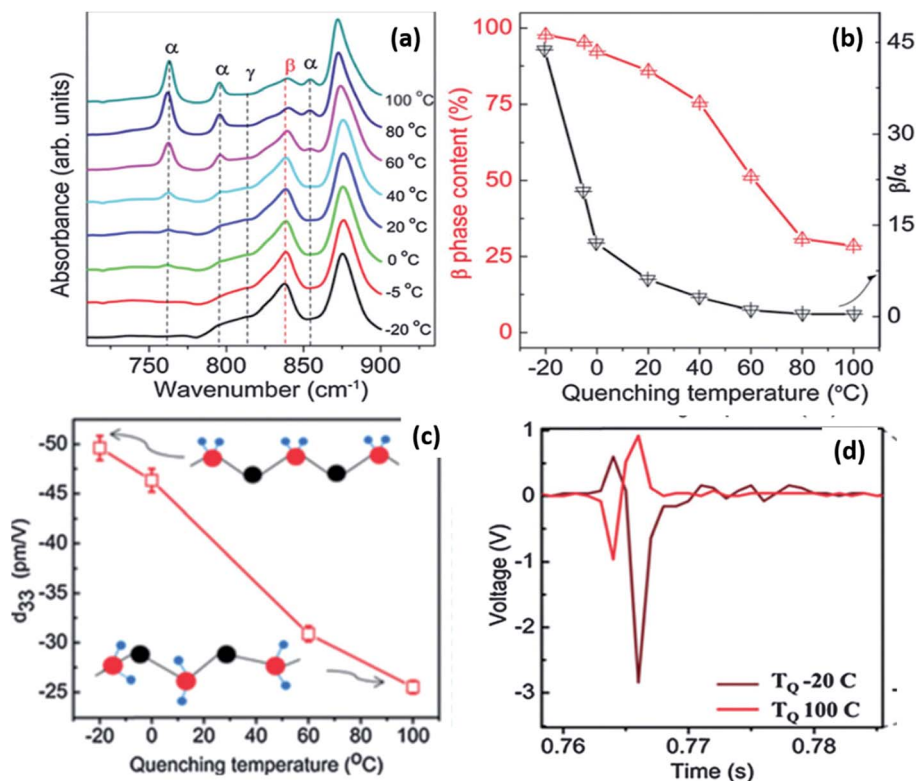 (a)
Absorbance (arb. units)
α
α
γ
β
α
100 °C
80 °C
60 °C
40 °C
20 °C
0 °C
-5 °C
-20 °C
750 800 850 900
Wavenumber (cm-1)
(b)
β phase content (%)
100
75
50
25
0
45
30
15
0
β/α
-20 0 20 40 60 80 100
Quenching temperature (ºC)
(c)
d33 (pm/V)
-50
-45
-40
-35
-30
-25
-20 0 20 40 60 80 100
Quenching temperature (ºC)
(d)
Voltage (V)
1
0
-1
-2
-3
TQ -20 C
TQ 100 C
0.76 0.77 0.78
Time (s)